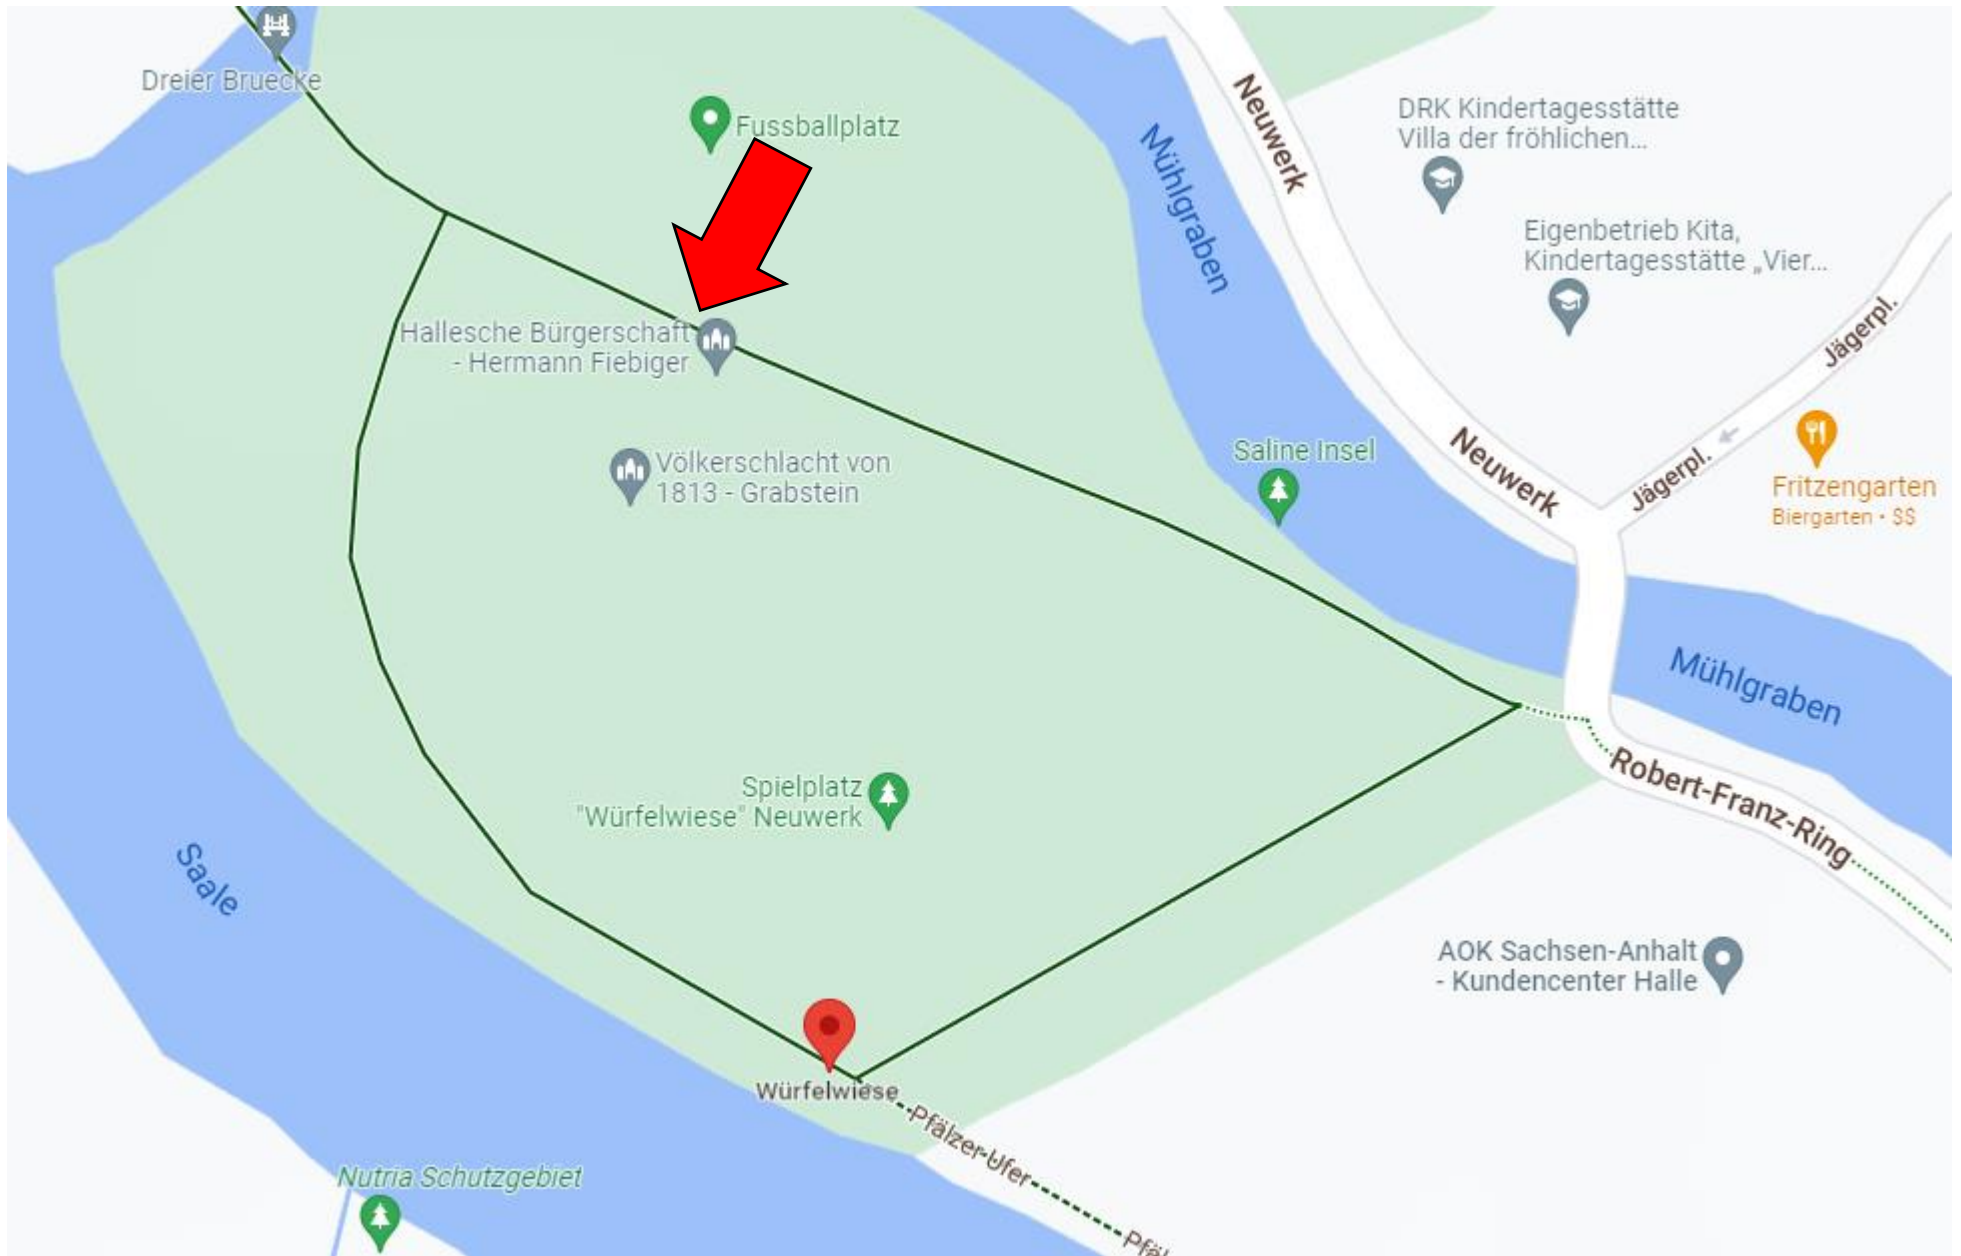 Dreier Bruecke
Fussballplatz
Neuwerk
DRK Kindertagesstätte
Villa der fröhlichen...
Mühlgraben
Eigenbetrieb Kita,
Kindertagesstätte „Vier...
Jägerpl.
Hallesche Bürgerschaft
- Hermann Fiebiger
Völkerschlacht von
1813 - Grabstein
Saline Insel
Neuwerk
Jägerpl.
Fritzengarten
Biergarten · $$
Mühlgraben
Robert-Franz-Ring
Spielplatz
"Würfelwiese" Neuwerk
Saale
AOK Sachsen-Anhalt
- Kundencenter Halle
Würfelwiese
Pfälzer Ufer
Nutria Schutzgebiet
Pfäl